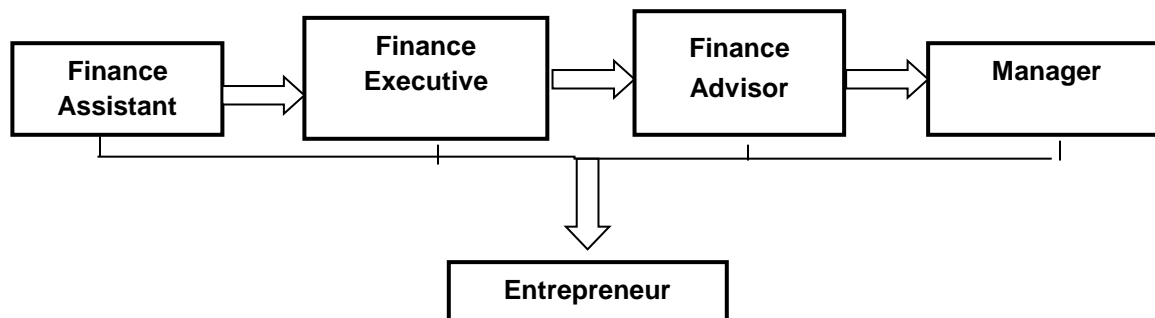 Finance
Assistant
Finance
Executive
Finance
Advisor
Manager
Entrepreneur